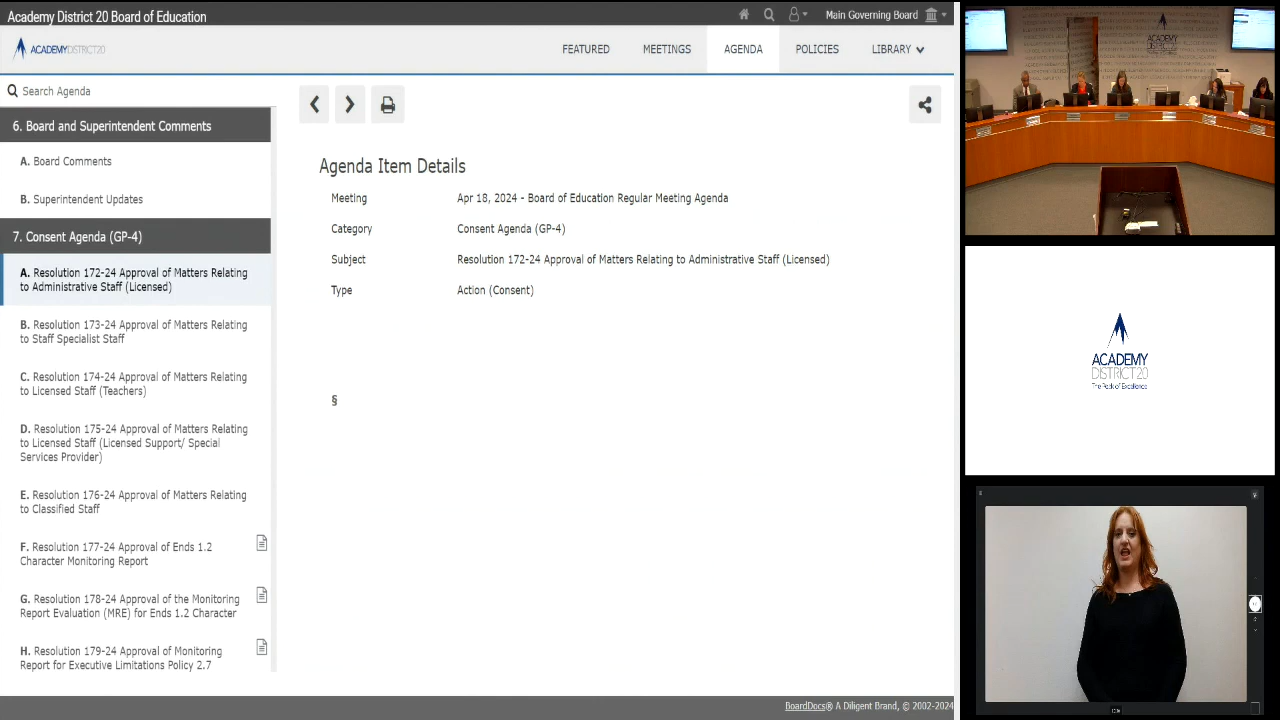 Academy District 20 Board of Education
Main Governing Board
ACADEMYDISTRICT20
FEATURED
MEETINGS
AGENDA
POLICIES
LIBRARY
Search Agenda
6. Board and Superintendent Comments
A. Board Comments
B. Superintendent Updates
7. Consent Agenda (GP-4)
A. Resolution 172-24 Approval of Matters Relating
to Administrative Staff (Licensed)
B. Resolution 173-24 Approval of Matters Relating
to Staff Specialist Staff
C. Resolution 174-24 Approval of Matters Relating
to Licensed Staff (Teachers)
D. Resolution 175-24 Approval of Matters Relating
to Licensed Staff (Licensed Support/ Special
Services Provider)
E. Resolution 176-24 Approval of Matters Relating
to Classified Staff
F. Resolution 177-24 Approval of Ends 1.2
Character Monitoring Report
G. Resolution 178-24 Approval of the Monitoring
Report Evaluation (MRE) for Ends 1.2 Character
H. Resolution 179-24 Approval of Monitoring
Report for Executive Limitations Policy 2.7
Agenda Item Details
Meeting Apr 18, 2024 - Board of Education Regular Meeting Agenda
Category Consent Agenda (GP-4)
Subject Resolution 172-24 Approval of Matters Relating to Administrative Staff (Licensed)
Type Action (Consent)
§
BoardDocs® A Diligent Brand, © 2002-2024
ACADEMY
DISTRICT 20
ACADEMY
DISTRICT20
The Peak of Excellence